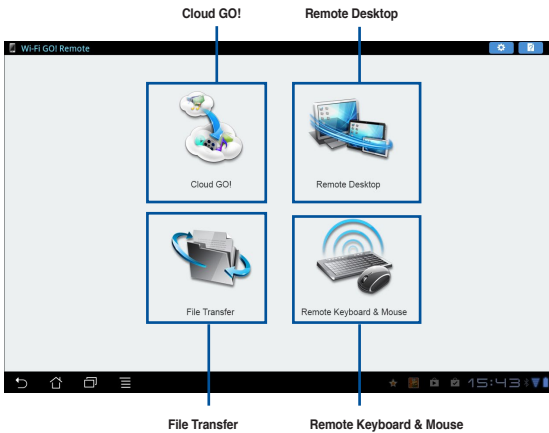 Cloud GO! Remote Desktop
Wi-Fi GO! Remote
Cloud GO! Remote Desktop
File Transfer Remote Keyboard & Mouse
15:43
File Transfer Remote Keyboard & Mouse